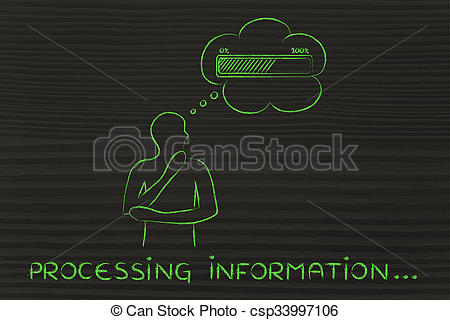 0% 100%
PROCESSING INFORMATION...
© Can Stock Photo
© Can Stock Photo - csp33997106